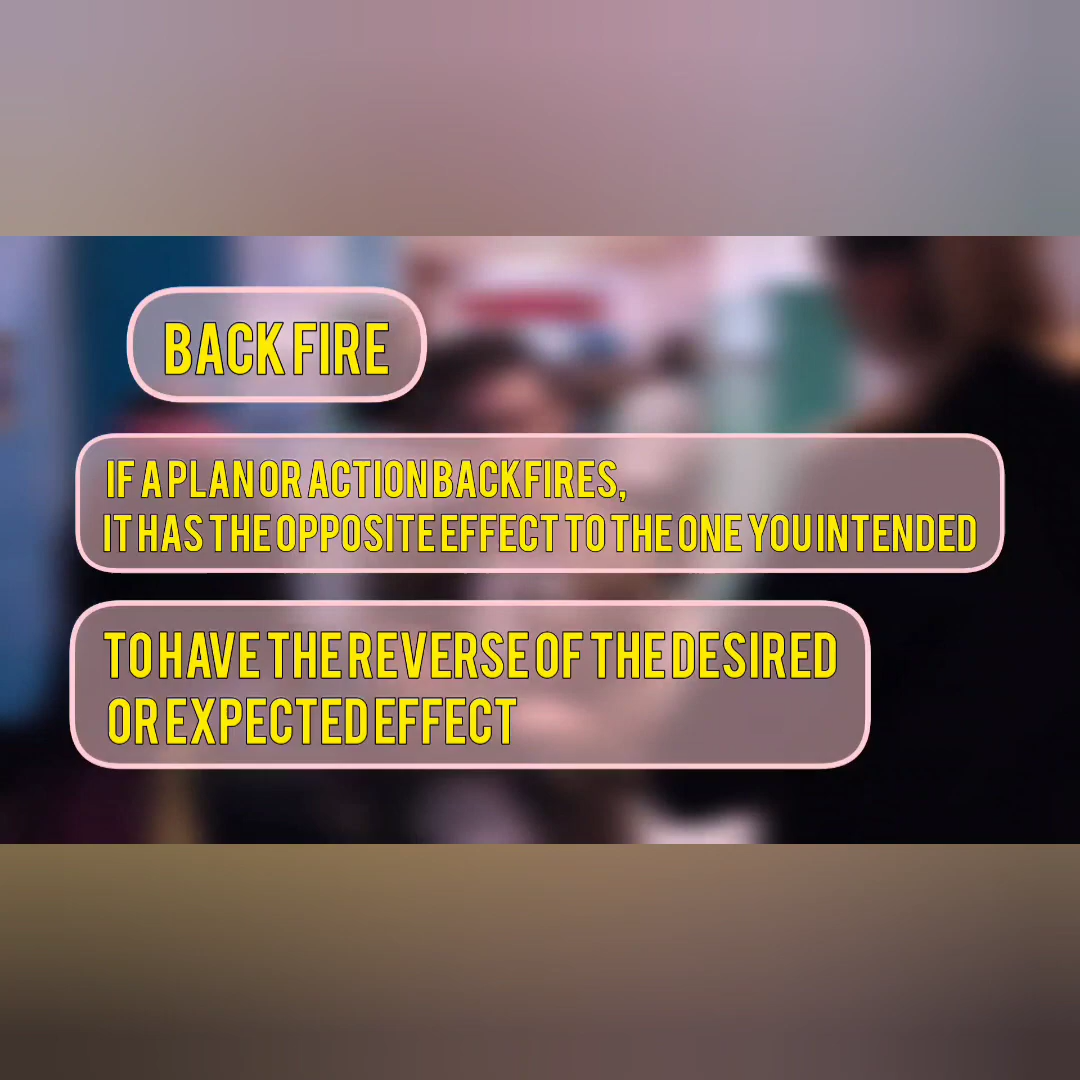 BACK FIRE
IF A PLAN OR ACTION BACKFIRES,
IT HAS THE OPPOSITE EFFECT TO THE ONE YOU INTENDED
TO HAVE THE REVERSE OF THE DESIRED
OR EXPECTED EFFECT